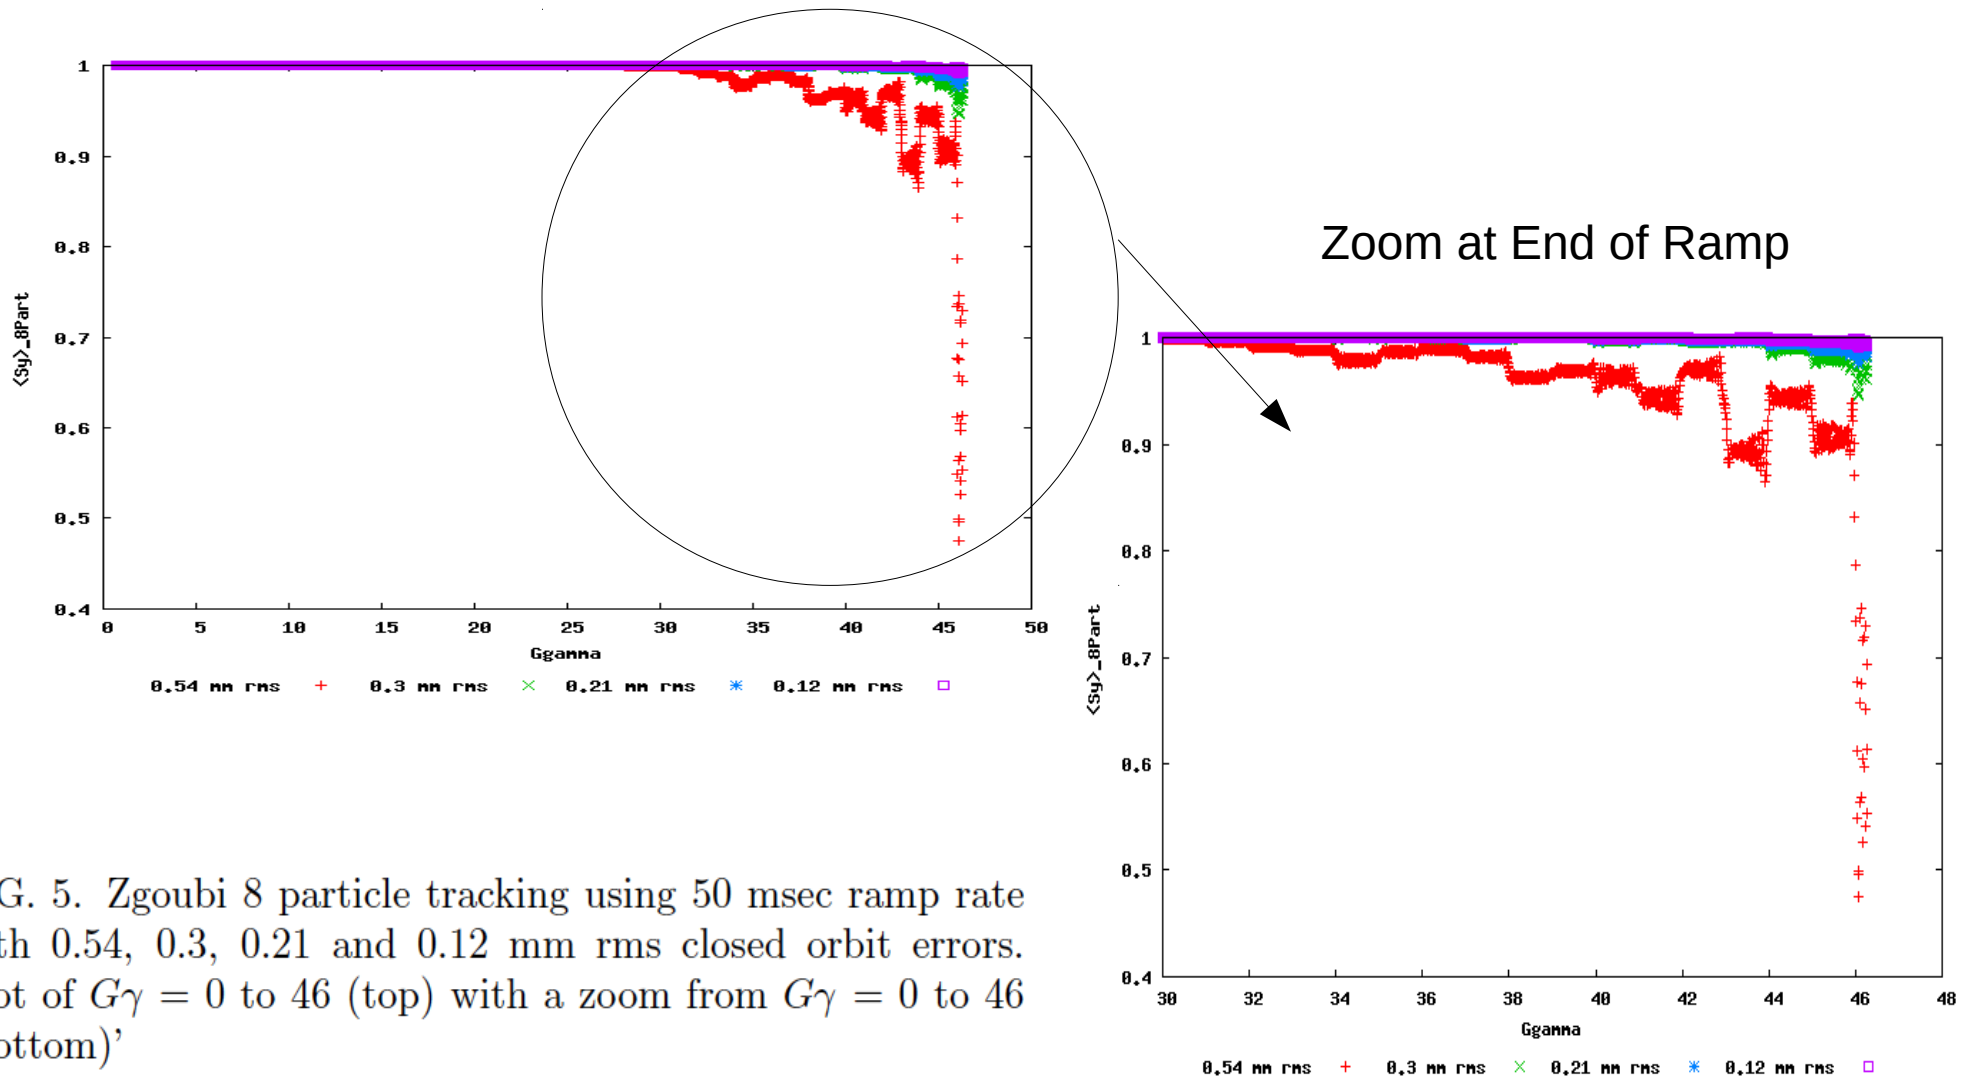 1
0.9
0.8
0.7
0.6
0.5
0.4
0 5 10 15 20 25 30 35 40 45 50
<Sy>_8Part
Ggamma
0.54 mm rms 0.3 mm rms 0.21 mm rms 0.12 mm rms
Zoom at End of Ramp
1
0.9
0.8
0.7
0.6
0.5
0.4
30 32 34 36 38 40 42 44 46 48
<Sy>_8Part
Ggamma
0.54 mm rms 0.3 mm rms 0.21 mm rms 0.12 mm rms
G. 5. Zgoubi 8 particle tracking using 50 msec ramp rate
th 0.54, 0.3, 0.21 and 0.12 mm rms closed orbit errors.
ot of Gγ = 0 to 46 (top) with a zoom from Gγ = 0 to 46
ottom)’